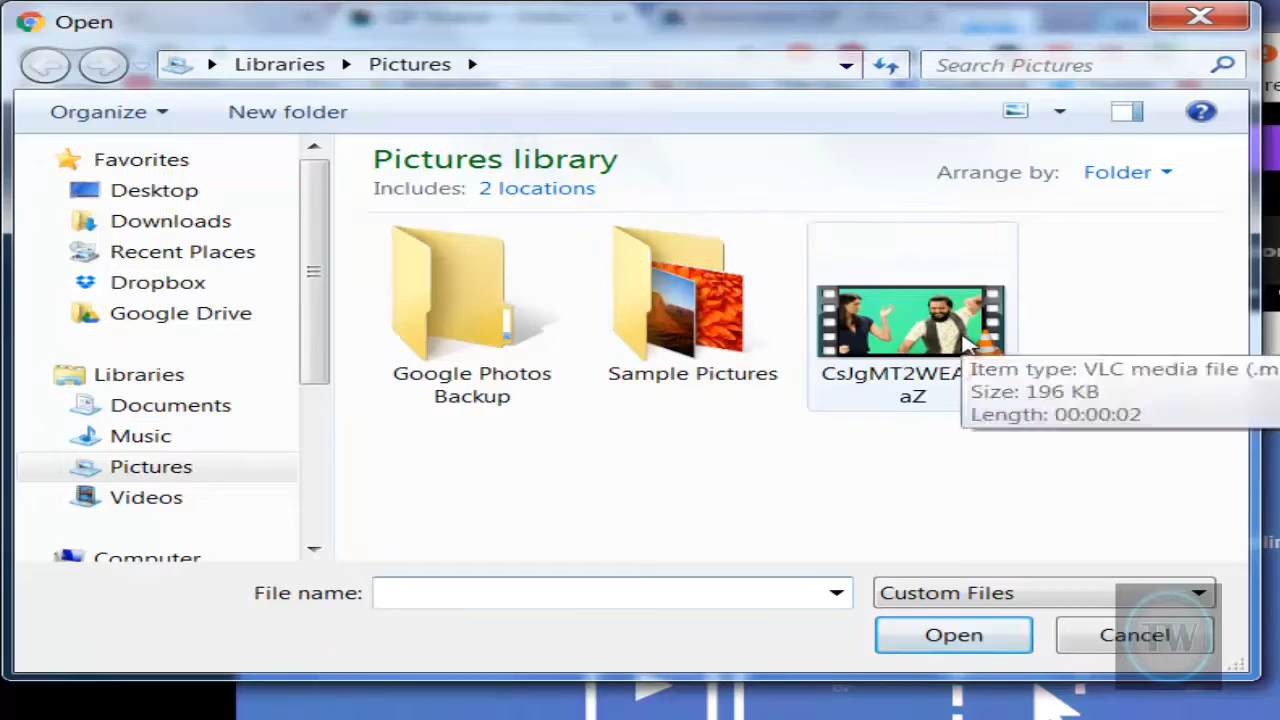 Open
Libraries
Pictures
Search Pictures
Organize
New folder
?
Pictures library
Includes: 2 locations
Arrange by: Folder
Favorites
Desktop
Downloads
Recent Places
Dropbox
Google Drive
Libraries
Documents
Music
Pictures
Videos
Computer
Google Photos
Backup
Sample Pictures
CsJgMT2WEA
aZ
Item type: VLC media file (.m
Size: 196 KB
Length: 00:00:02
File name:
Custom Files
Open
Cancel
TW